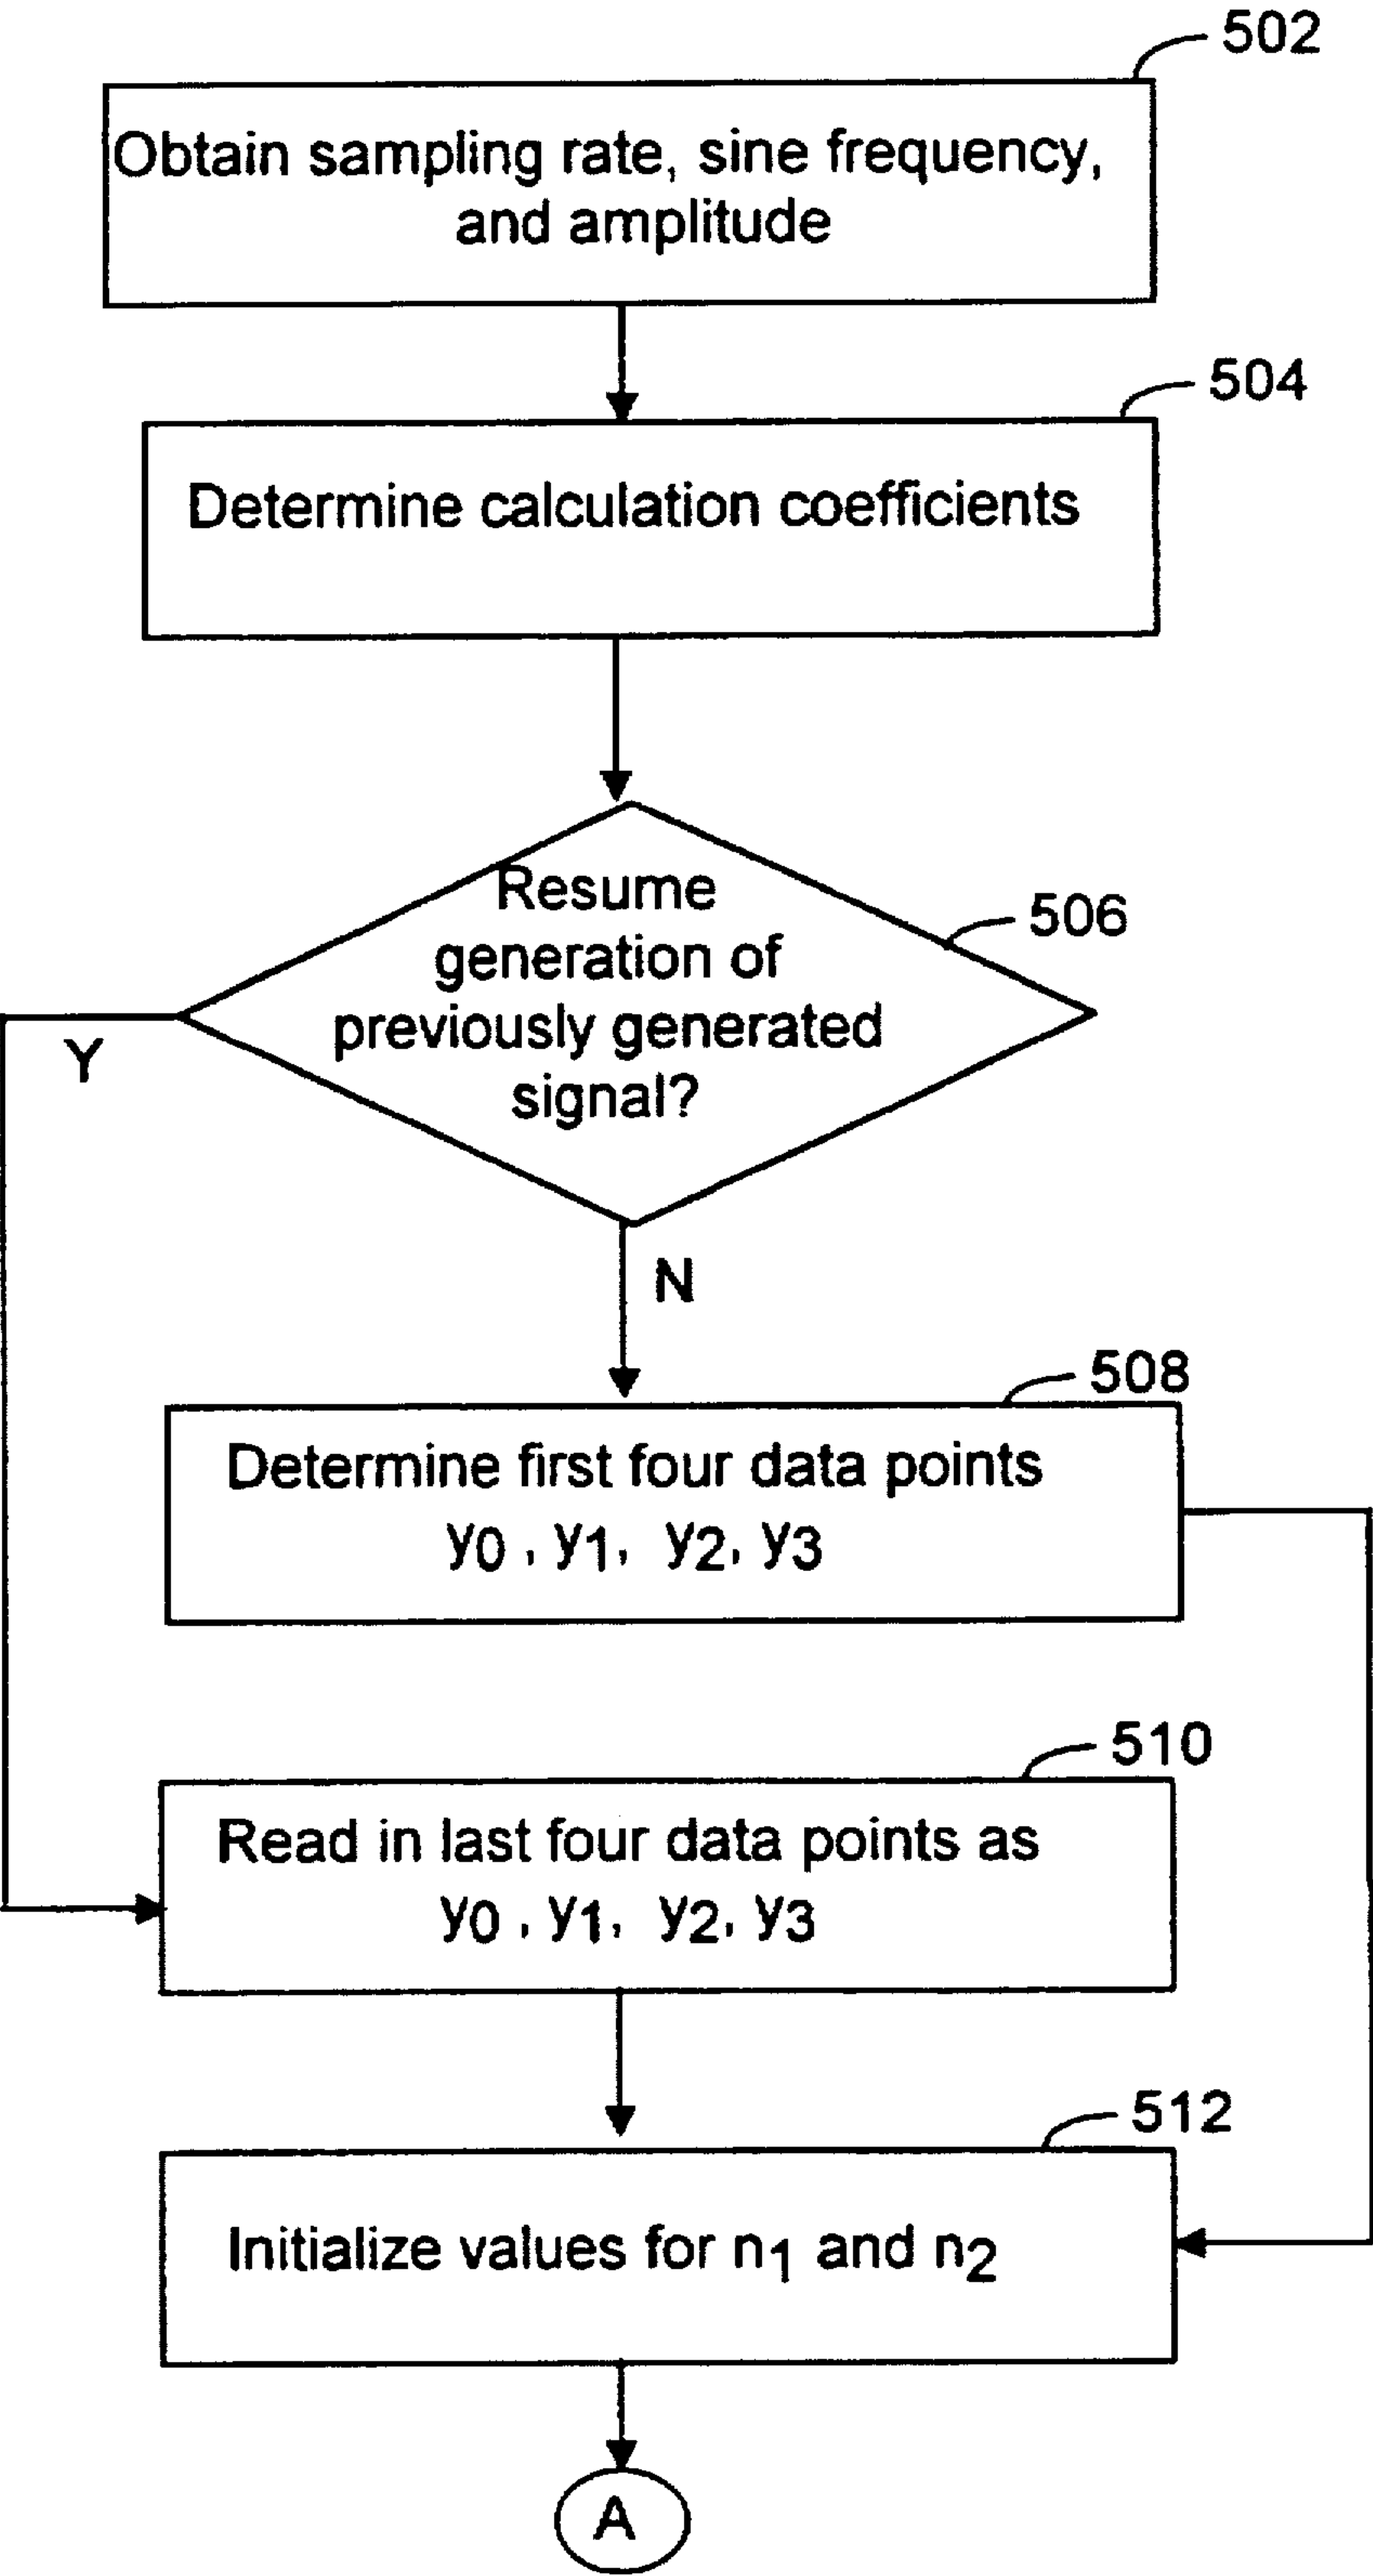 502
Obtain sampling rate, sine frequency,
and amplitude
504
Determine calculation coefficients
506
Resume
generation of
previously generated
signal?
Y
N
508
Determine first four data points
y0 , y1, y2, y3
510
Read in last four data points as
y0 , y1, y2, y3
512
Initialize values for n1 and n2
A